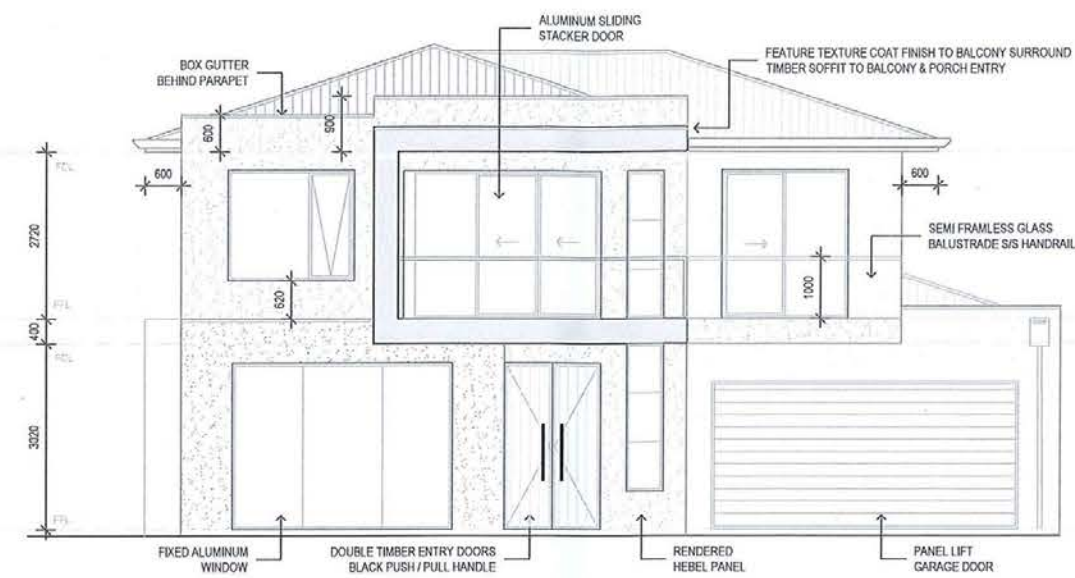 ALUMINUM SLIDING
STACKER DOOR
BOX GUTTER
BEHIND PARAPET
FEATURE TEXTURE COAT FINISH TO BALCONY SURROUND
TIMBER SOFFIT TO BALCONY & PORCH ENTRY
600
900
600
600
2720
SEMI FRAMLESS GLASS
BALUSTRADE S/S HANDRAIL
620
1000
400
3020
FIXED ALUMINUM
WINDOW
DOUBLE TIMBER ENTRY DOORS
BLACK PUSH / PULL HANDLE
RENDERED
HEBEL PANEL
PANEL LIFT
GARAGE DOOR